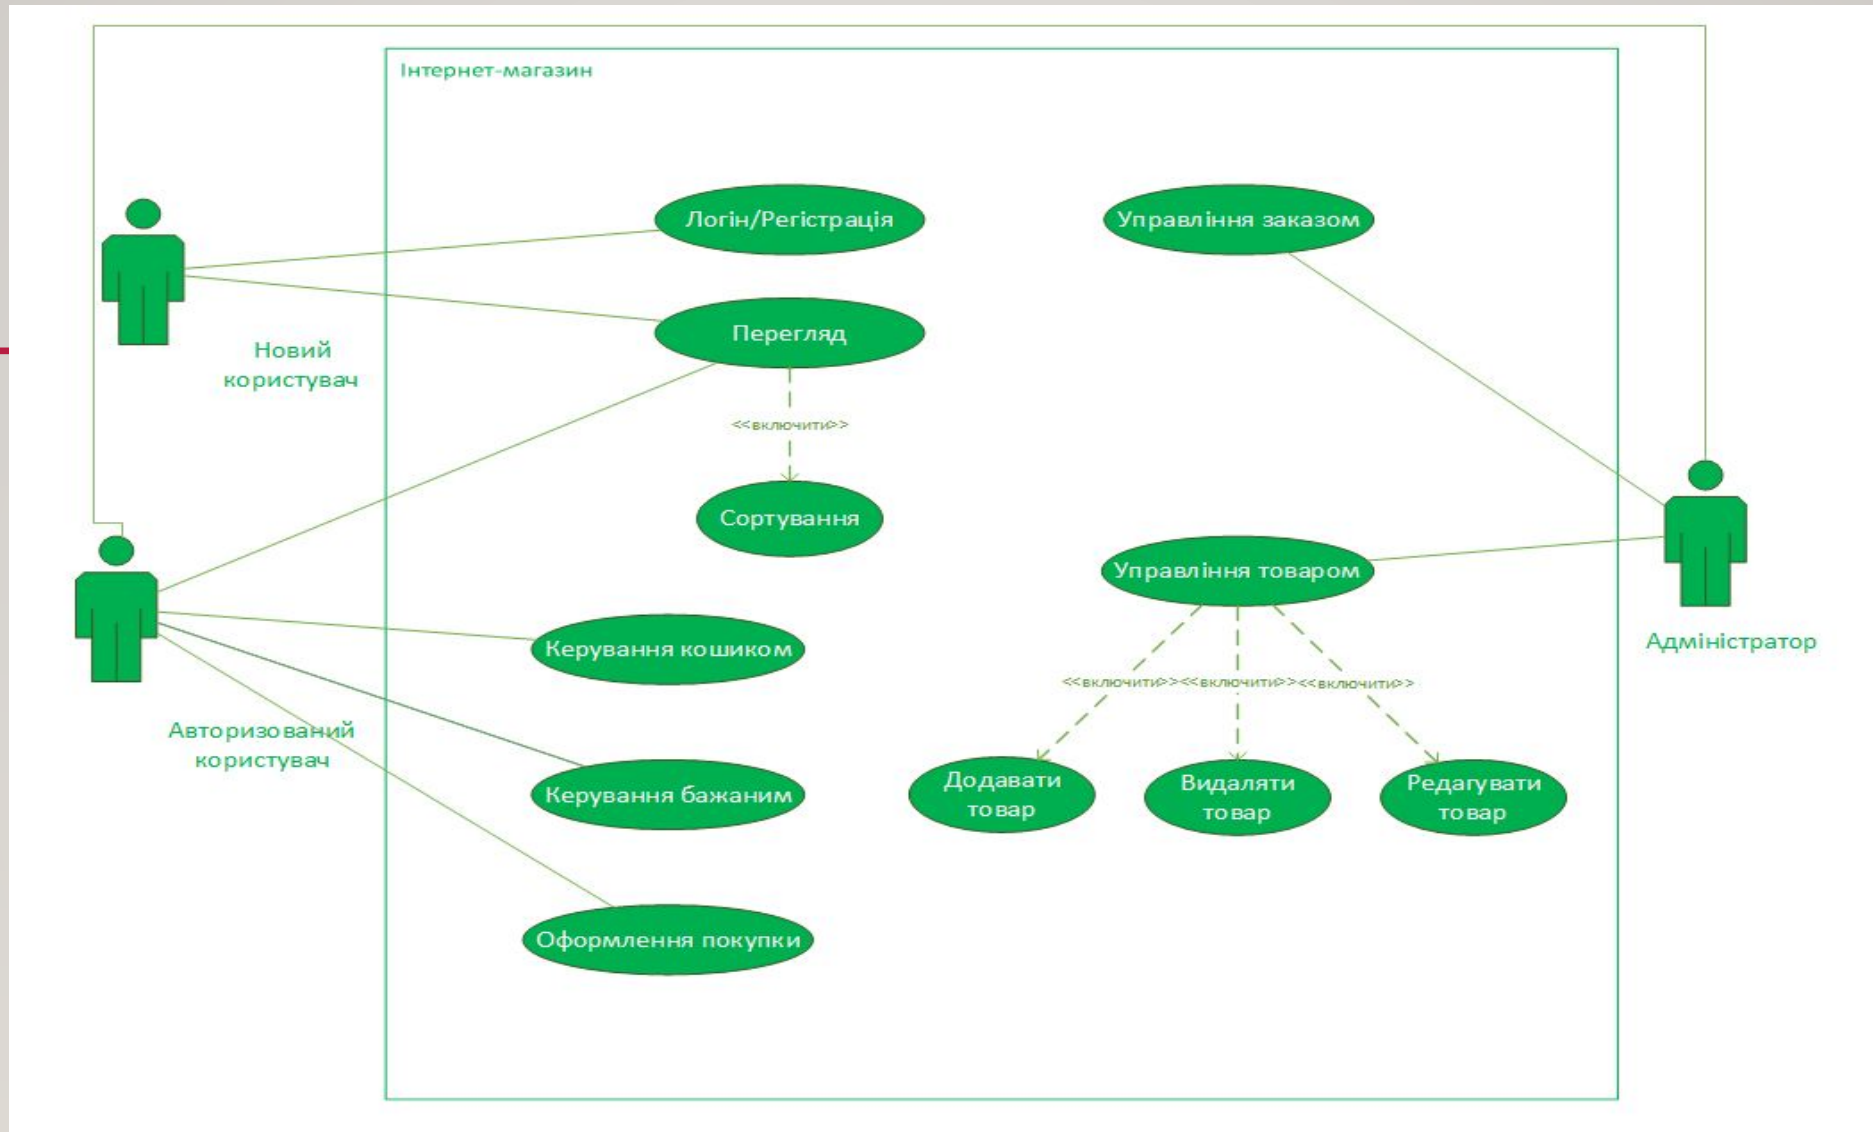 Інтернет-магазин
Логін/Регістрація
Управління заказом
Перегляд
Новий
користувач
<<включити>>
Сортування
Управління товаром
Керування кошиком
Адміністратор
<<включити>><<включити>><<включити>>
Авторизований
користувач
Додавати
товар
Видаляти
товар
Редагувати
товар
Керування бажаним
Оформлення покупки